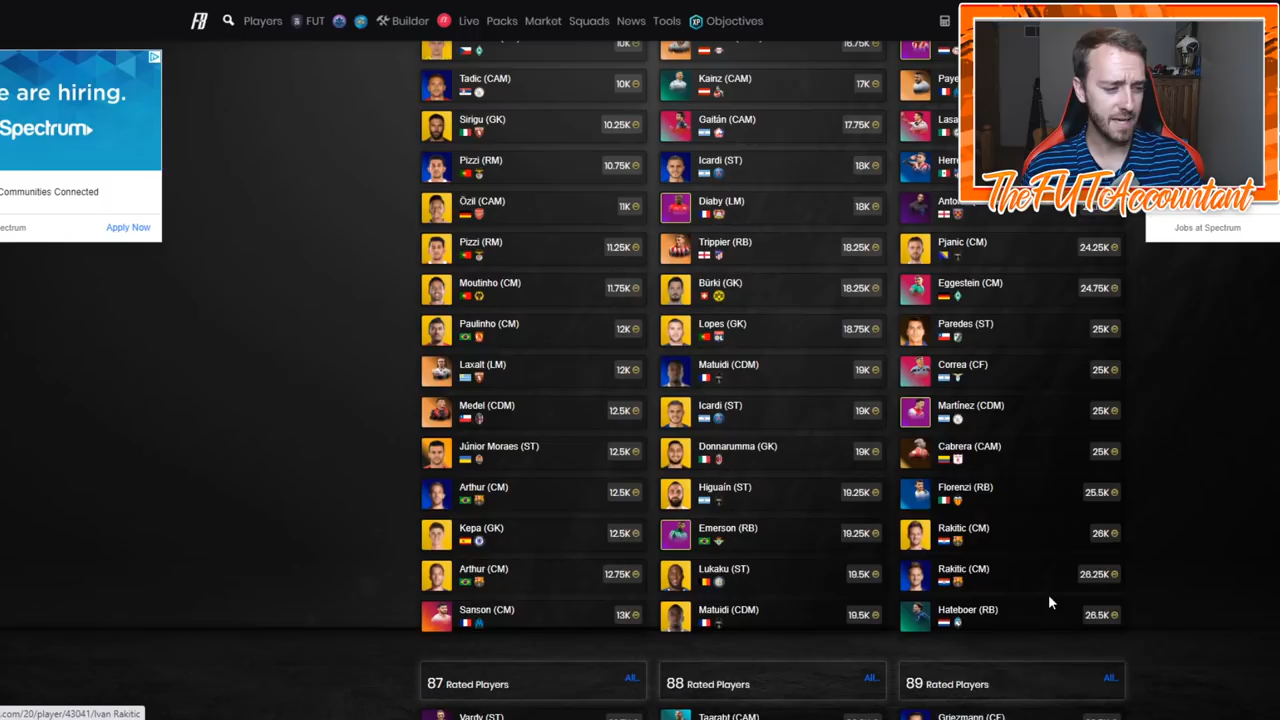 FB Players FUT Builder Live Packs Market Squads News Tools Objectives
XP
e are hiring.
Spectrum
Communities Connected
ectrum
Apply Now
10K
Tadic (CAM)
10K
Sirigu (GK)
10.25K
Pizzi (RM)
10.75K
Özil (CAM)
11K
Pizzi (RM)
11.25K
Moutinho (CM)
11.75K
Paulinho (CM)
12K
Laxalt (LM)
12K
Medel (CDM)
12.5K
Júnior Moraes (ST)
12.5K
Arthur (CM)
12.5K
Kepa (GK)
12.5K
Arthur (CM)
12.75K
Sanson (CM)
13K
16.75K
Kainz (CAM)
17K
Gaitán (CAM)
17.75K
Icardi (ST)
18K
Diaby (LM)
18K
Trippier (RB)
18.25K
Bürki (GK)
18.25K
Lopes (GK)
18.75K
Matuidi (CDM)
19K
Icardi (ST)
19K
Donnarumma (GK)
19K
Higuaín (ST)
19.25K
Emerson (RB)
19.25K
Lukaku (ST)
19.5K
Matuidi (CDM)
19.5K
Paye
Lasa
Herr
Anto
Pjanic (CM)
24.25K
Eggestein (CM)
24.75K
Paredes (ST)
25K
Correa (CF)
25K
Martínez (CDM)
25K
Cabrera (CAM)
25K
Florenzi (RB)
25.5K
Rakitic (CM)
26K
Rakitic (CM)
26.25K
Hateboer (RB)
26.5K
TheFUTAccountant
Jobs at Spectrum
87 Rated Players All..
88 Rated Players All..
89 Rated Players All..
Vardy (ST)
Taarabt (CAM)
Griezmann (CF)
.com/20/player/43041/Ivan Rakitic